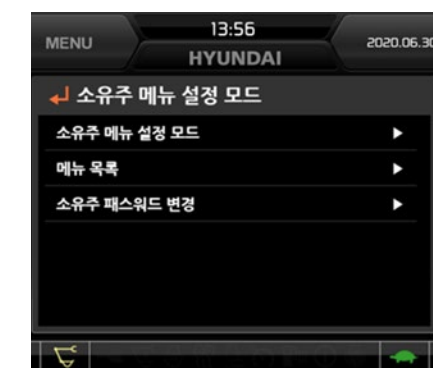 MENU
13:56
2020.06.30
HYUNDAI
소유주 메뉴 설정 모드
소유주 메뉴 설정 모드
메뉴 목록
소유주 패스워드 변경